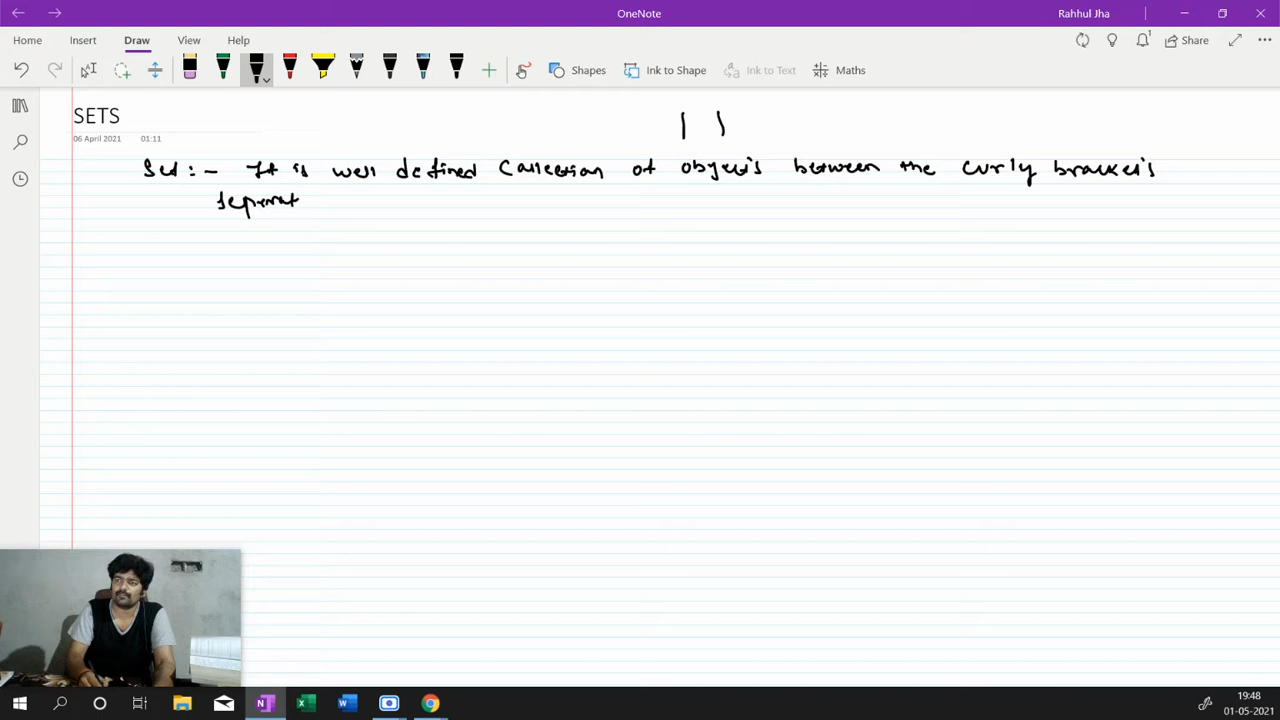 OneNote
Rahhul Jha
Home Insert Draw View Help
Share
Shapes Ink to Shape Ink to Text Maths
SETS
06 April 2021 01:11
Set :- It is well defined Collection of objects between the curly brackets
seperat
19:48
01-05-2021